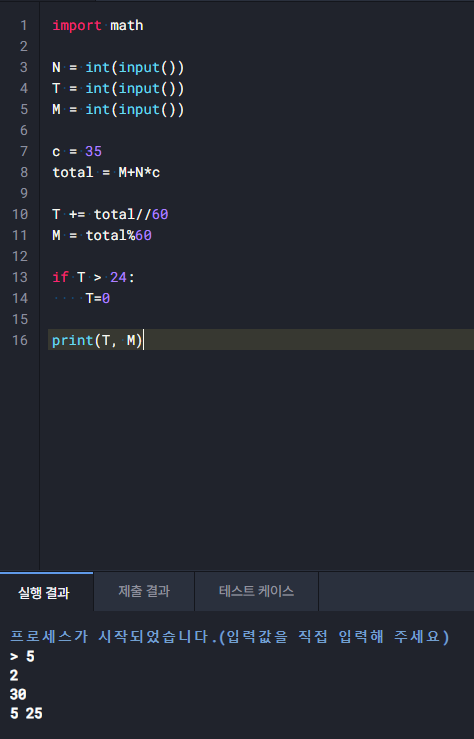 1 import math
2
3 N = int(input())
4 T = int(input())
5 M = int(input())
6
7 c = 35
8 total = M+N*c
9
10 T += total//60
11 M = total%60
12
13 if T > 24:
14     T=0
15
16 print(T, M)
실행 결과 제출 결과 테스트 케이스
프로세스가 시작되었습니다.(입력값을 직접 입력해 주세요)
> 5
2
30
5 25